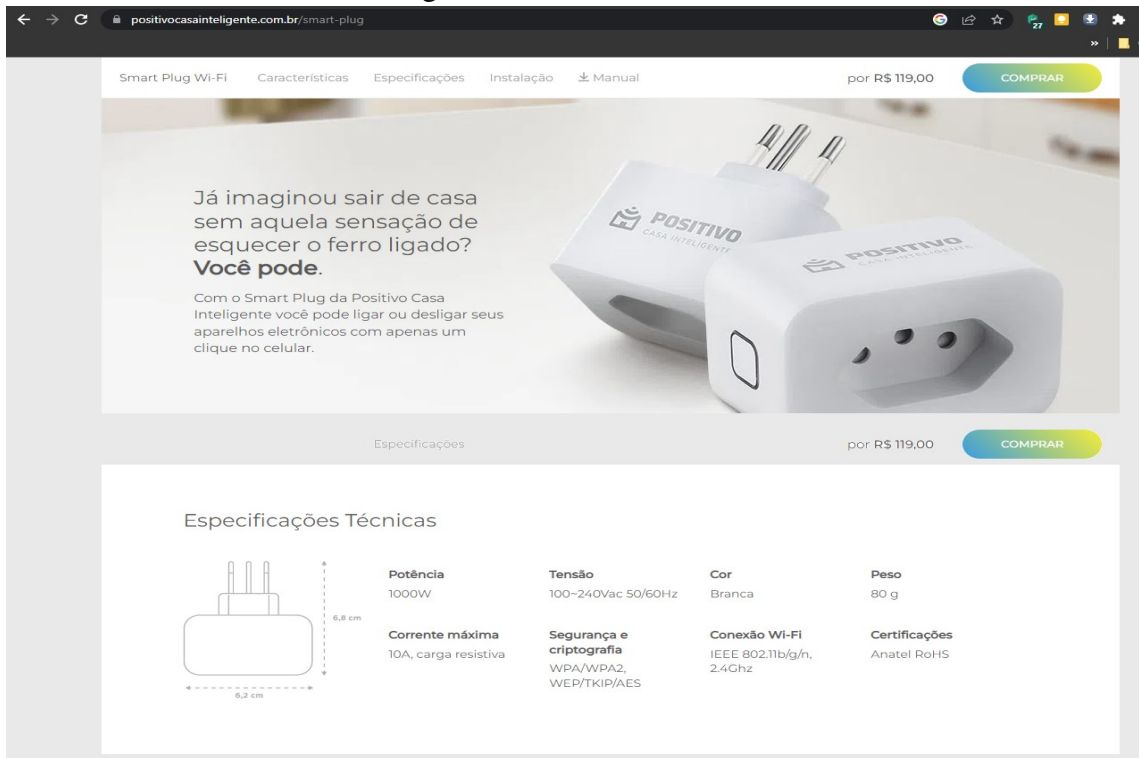 positivocasainteligente.com.br/smart-plug
27
»
Smart Plug Wi-Fi Características Especificações Instalação Manual por R$ 119,00 COMPRAR
Já imaginou sair de casa
sem aquela sensação de
esquecer o ferro ligado?
Você pode.
Com o Smart Plug da Positivo Casa
Inteligente você pode ligar ou desligar seus
aparelhos eletrônicos com apenas um
clique no celular.
POSITIVO
CASA INTELIGENTE
POSITIVO
CASA INTELIGENTE
Especificações por R$ 119,00 COMPRAR
Especificações Técnicas
6,8 cm
6,2 cm
Potência
1000W
Tensão
100~240Vac 50/60Hz
Cor
Branca
Peso
80 g
Corrente máxima
10A, carga resistiva
Segurança e
criptografia
WPA/WPA2,
WEP/TKIP/AES
Conexão Wi-Fi
IEEE 802.11b/g/n,
2.4Ghz
Certificações
Anatel RoHS